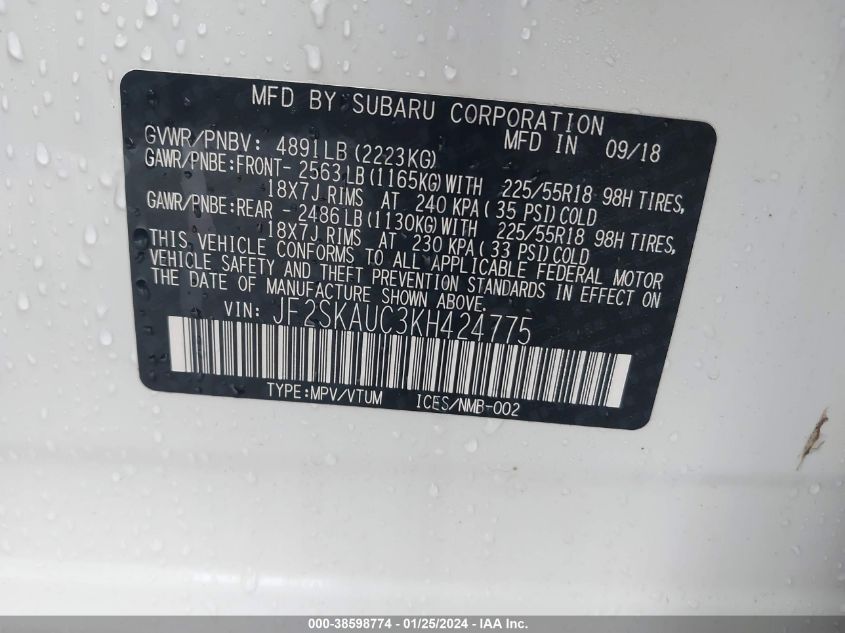 MFD BY SUBARU CORPORATION
GVWR/PNBV: 4891LB (2223KG) MFD IN 09/18
GAWR/PNBE:FRONT- 2563LB (1165KG) WITH 225/55R18 98H TIRES,
18X7J RIMS AT 240 KPA ( 35 PSI) COLD
GAWR/PNBE:REAR - 2486LB (1130KG) WITH 225/55R18 98H TIRES,
18X7J RIMS AT 230 KPA ( 33 PSI) COLD
THIS VEHICLE CONFORMS TO ALL APPLICABLE FEDERAL MOTOR
VEHICLE SAFETY AND THEFT PREVENTION STANDARDS IN EFFECT ON
THE DATE OF MANUFACTURE SHOWN ABOVE.
VIN: JF2SKAUC3KH424775
TYPE:MPV/VTUM ICES/NMB-002
000-38598774 - 01/25/2024 - IAA Inc.